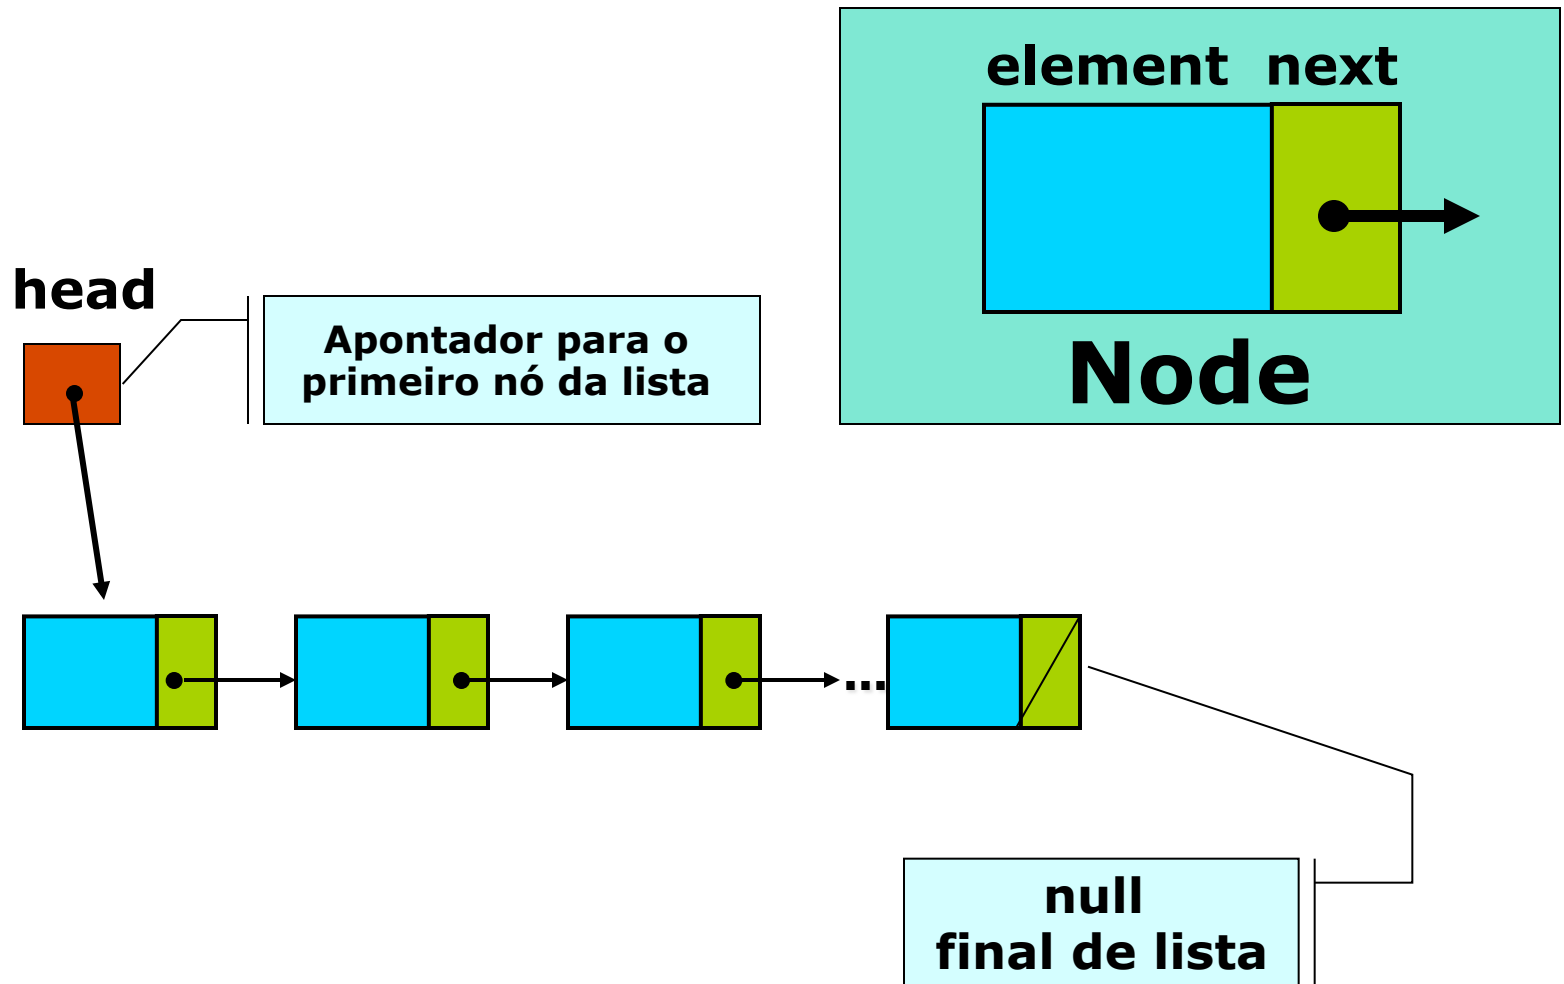 element next
Node
head
Apontador para o
primeiro nó da lista
...
null
final de lista